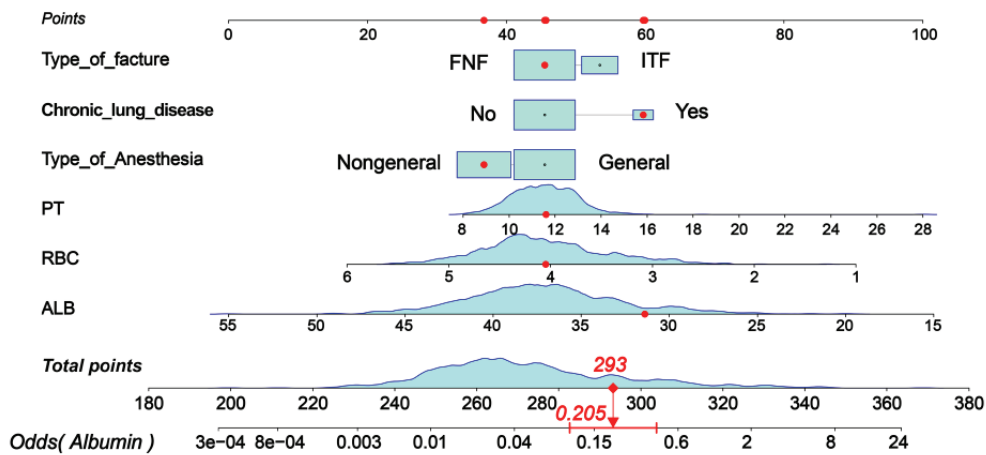 Points
0 20 40 60 80 100
Type_of_facture FNF ITF
Chronic_lung_disease No Yes
Type_of_Anesthesia Nongeneral General
PT
8 10 12 14 16 18 20 22 24 26 28
RBC
6 5 4 3 2 1
ALB
55 50 45 40 35 30 25 20 15
Total points 293
180 200 220 240 260 280 300 320 340 360 380
0.205
Odds( Albumin ) 3e−04 8e−04 0.003 0.01 0.04 0.15 0.6 2 8 24